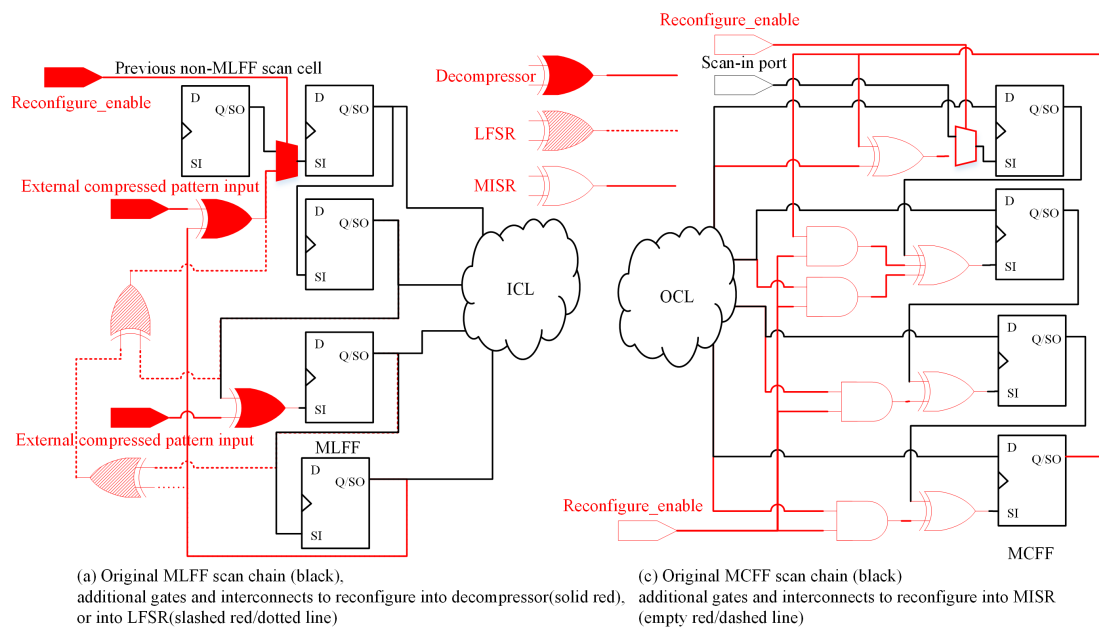 Previous non-MLFF scan cell
Reconfigure_enable
D
Q/SO
SI
D
Q/SO
SI
External compressed pattern input
D
Q/SO
SI
ICL
D
Q/SO
SI
External compressed pattern input
MLFF
D
Q/SO
SI
(a) Original MLFF scan chain (black),
additional gates and interconnects to reconfigure into decompressor(solid red),
or into LFSR(slashed red/dotted line)
Decompressor
LFSR
MISR
Reconfigure_enable
Scan-in port
D
Q/SO
SI
D
Q/SO
SI
OCL
D
Q/SO
SI
D
Q/SO
SI
Reconfigure_enable
MCFF
(c) Original MCFF scan chain (black)
additional gates and interconnects to reconfigure into MISR
(empty red/dashed line)